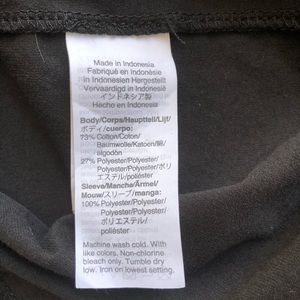 Made in Indonesia
Fabriqué en Indonésie
In Indonesien Hergestellt
Vervaardigd in Indonesië
インドネシア製
Hecho en Indonesia
Body/Corps/Hauptteil/Lijf/
ボディ/cuerpo:
73% Cotton/Coton/
Baumwolle/Katoen/綿/
algodón
27% Polyester/Polyester/
Polyester/Polyester/ポリ
エステル/poliéster
Sleeve/Manche/Ärmel/
Mouw/スリーブ/manga:
100% Polyester/Polyester/
Polyester/Polyester/
ポリエステル/
poliéster
Machine wash cold. With
like colors. Non-chlorine
bleach only. Tumble dry
low. Iron on lowest setting.